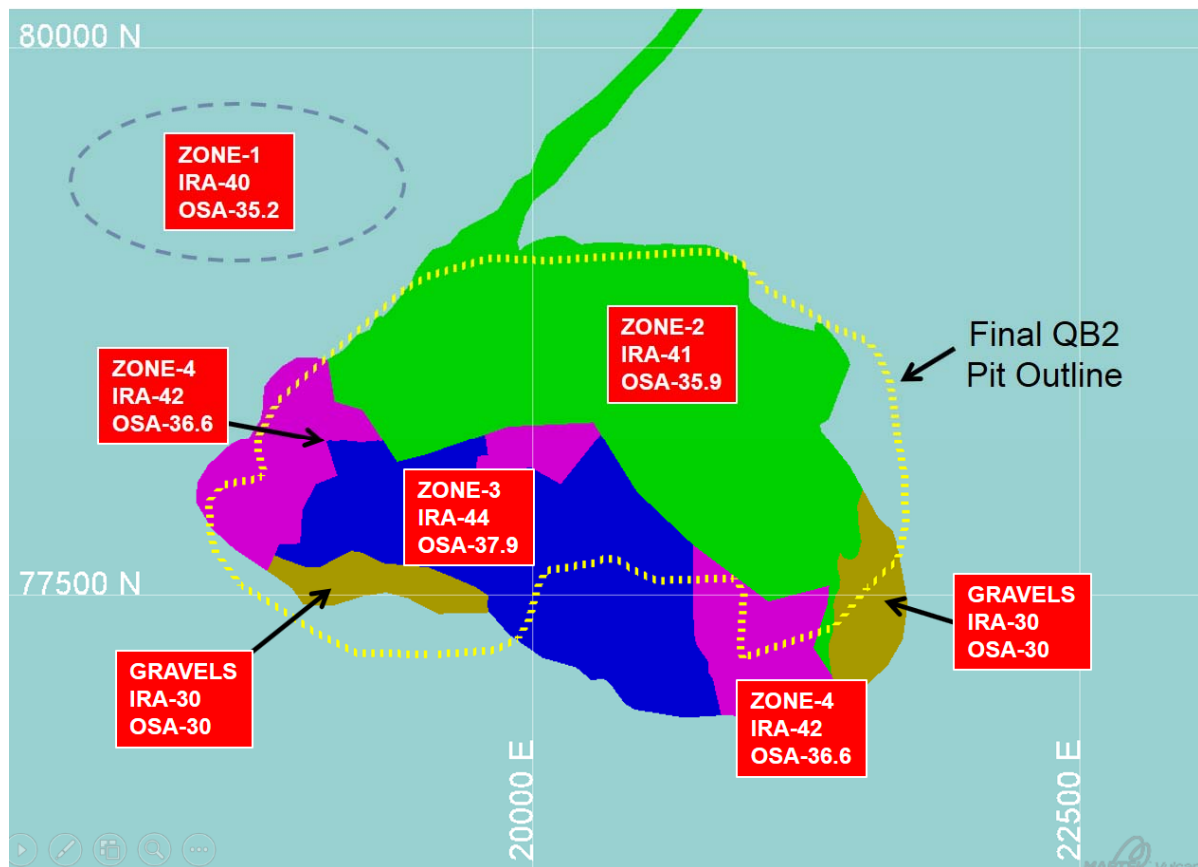 80000 N
ZONE-1
IRA-40
OSA-35.2
ZONE-2
IRA-41
OSA-35.9
Final QB2
Pit Outline
ZONE-4
IRA-42
OSA-36.6
ZONE-3
IRA-44
OSA-37.9
77500 N
GRAVELS
IRA-30
OSA-30
GRAVELS
IRA-30
OSA-30
ZONE-4
IRA-42
OSA-36.6
20000 E
22500 E